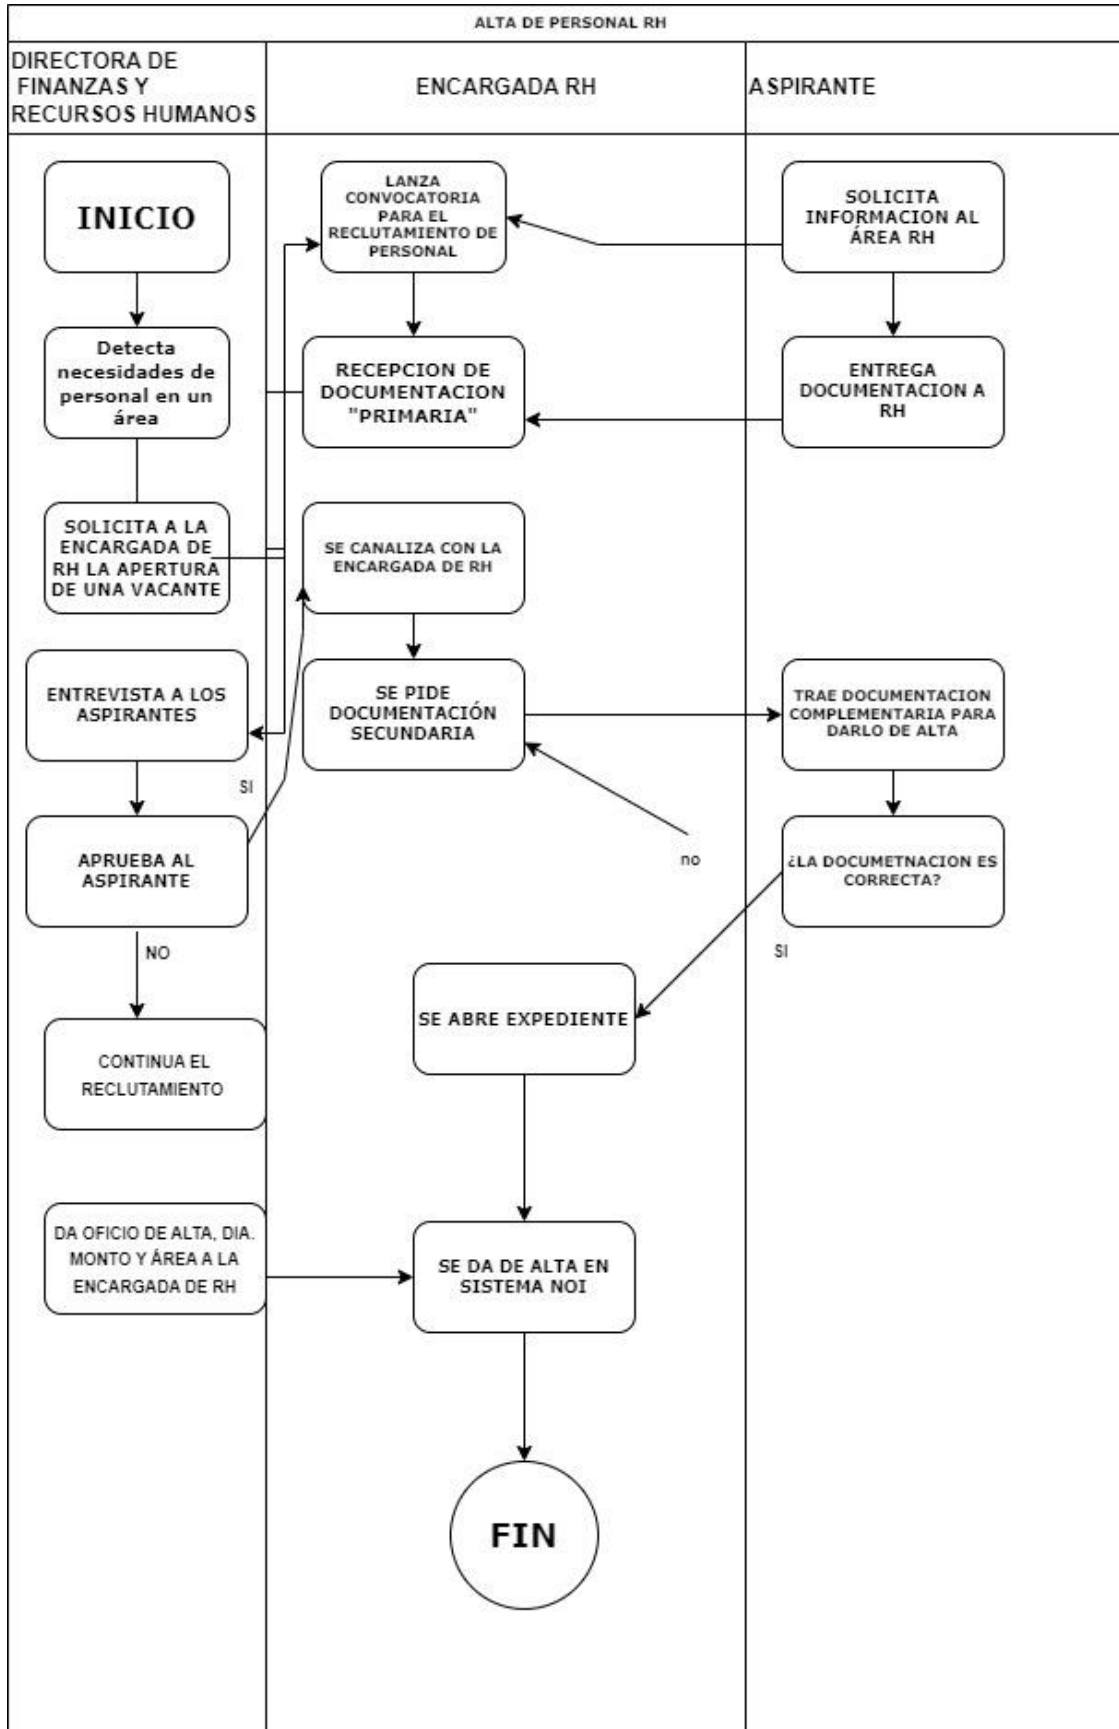 ALTA DE PERSONAL RH
DIRECTORA DE
FINANZAS Y
RECURSOS HUMANOS
ENCARGADA RH
ASPIRANTE
INICIO
LANZA
CONVOCATORIA
PARA EL
RECLUTAMIENTO DE
PERSONAL
SOLICITA
INFORMACION AL
ÁREA RH
Detecta
necesidades de
personal en un
área
RECEPCION DE
DOCUMENTACION
"PRIMARIA"
ENTREGA
DOCUMENTACION A
RH
SOLICITA A LA
ENCARGADA DE
RH LA APERTURA
DE UNA VACANTE
SE CANALIZA CON LA
ENCARGADA DE RH
ENTREVISTA A LOS
ASPIRANTES
SE PIDE
DOCUMENTACIÓN
SECUNDARIA
TRAE DOCUMENTACION
COMPLEMENTARIA PARA
DARLO DE ALTA
SI
APRUEBA AL
ASPIRANTE
no
¿LA DOCUMETNACION ES
CORRECTA?
NO
SI
SE ABRE EXPEDIENTE
CONTINUA EL
RECLUTAMIENTO
DA OFICIO DE ALTA, DIA.
MONTO Y ÁREA A LA
ENCARGADA DE RH
SE DA DE ALTA EN
SISTEMA NOI
FIN